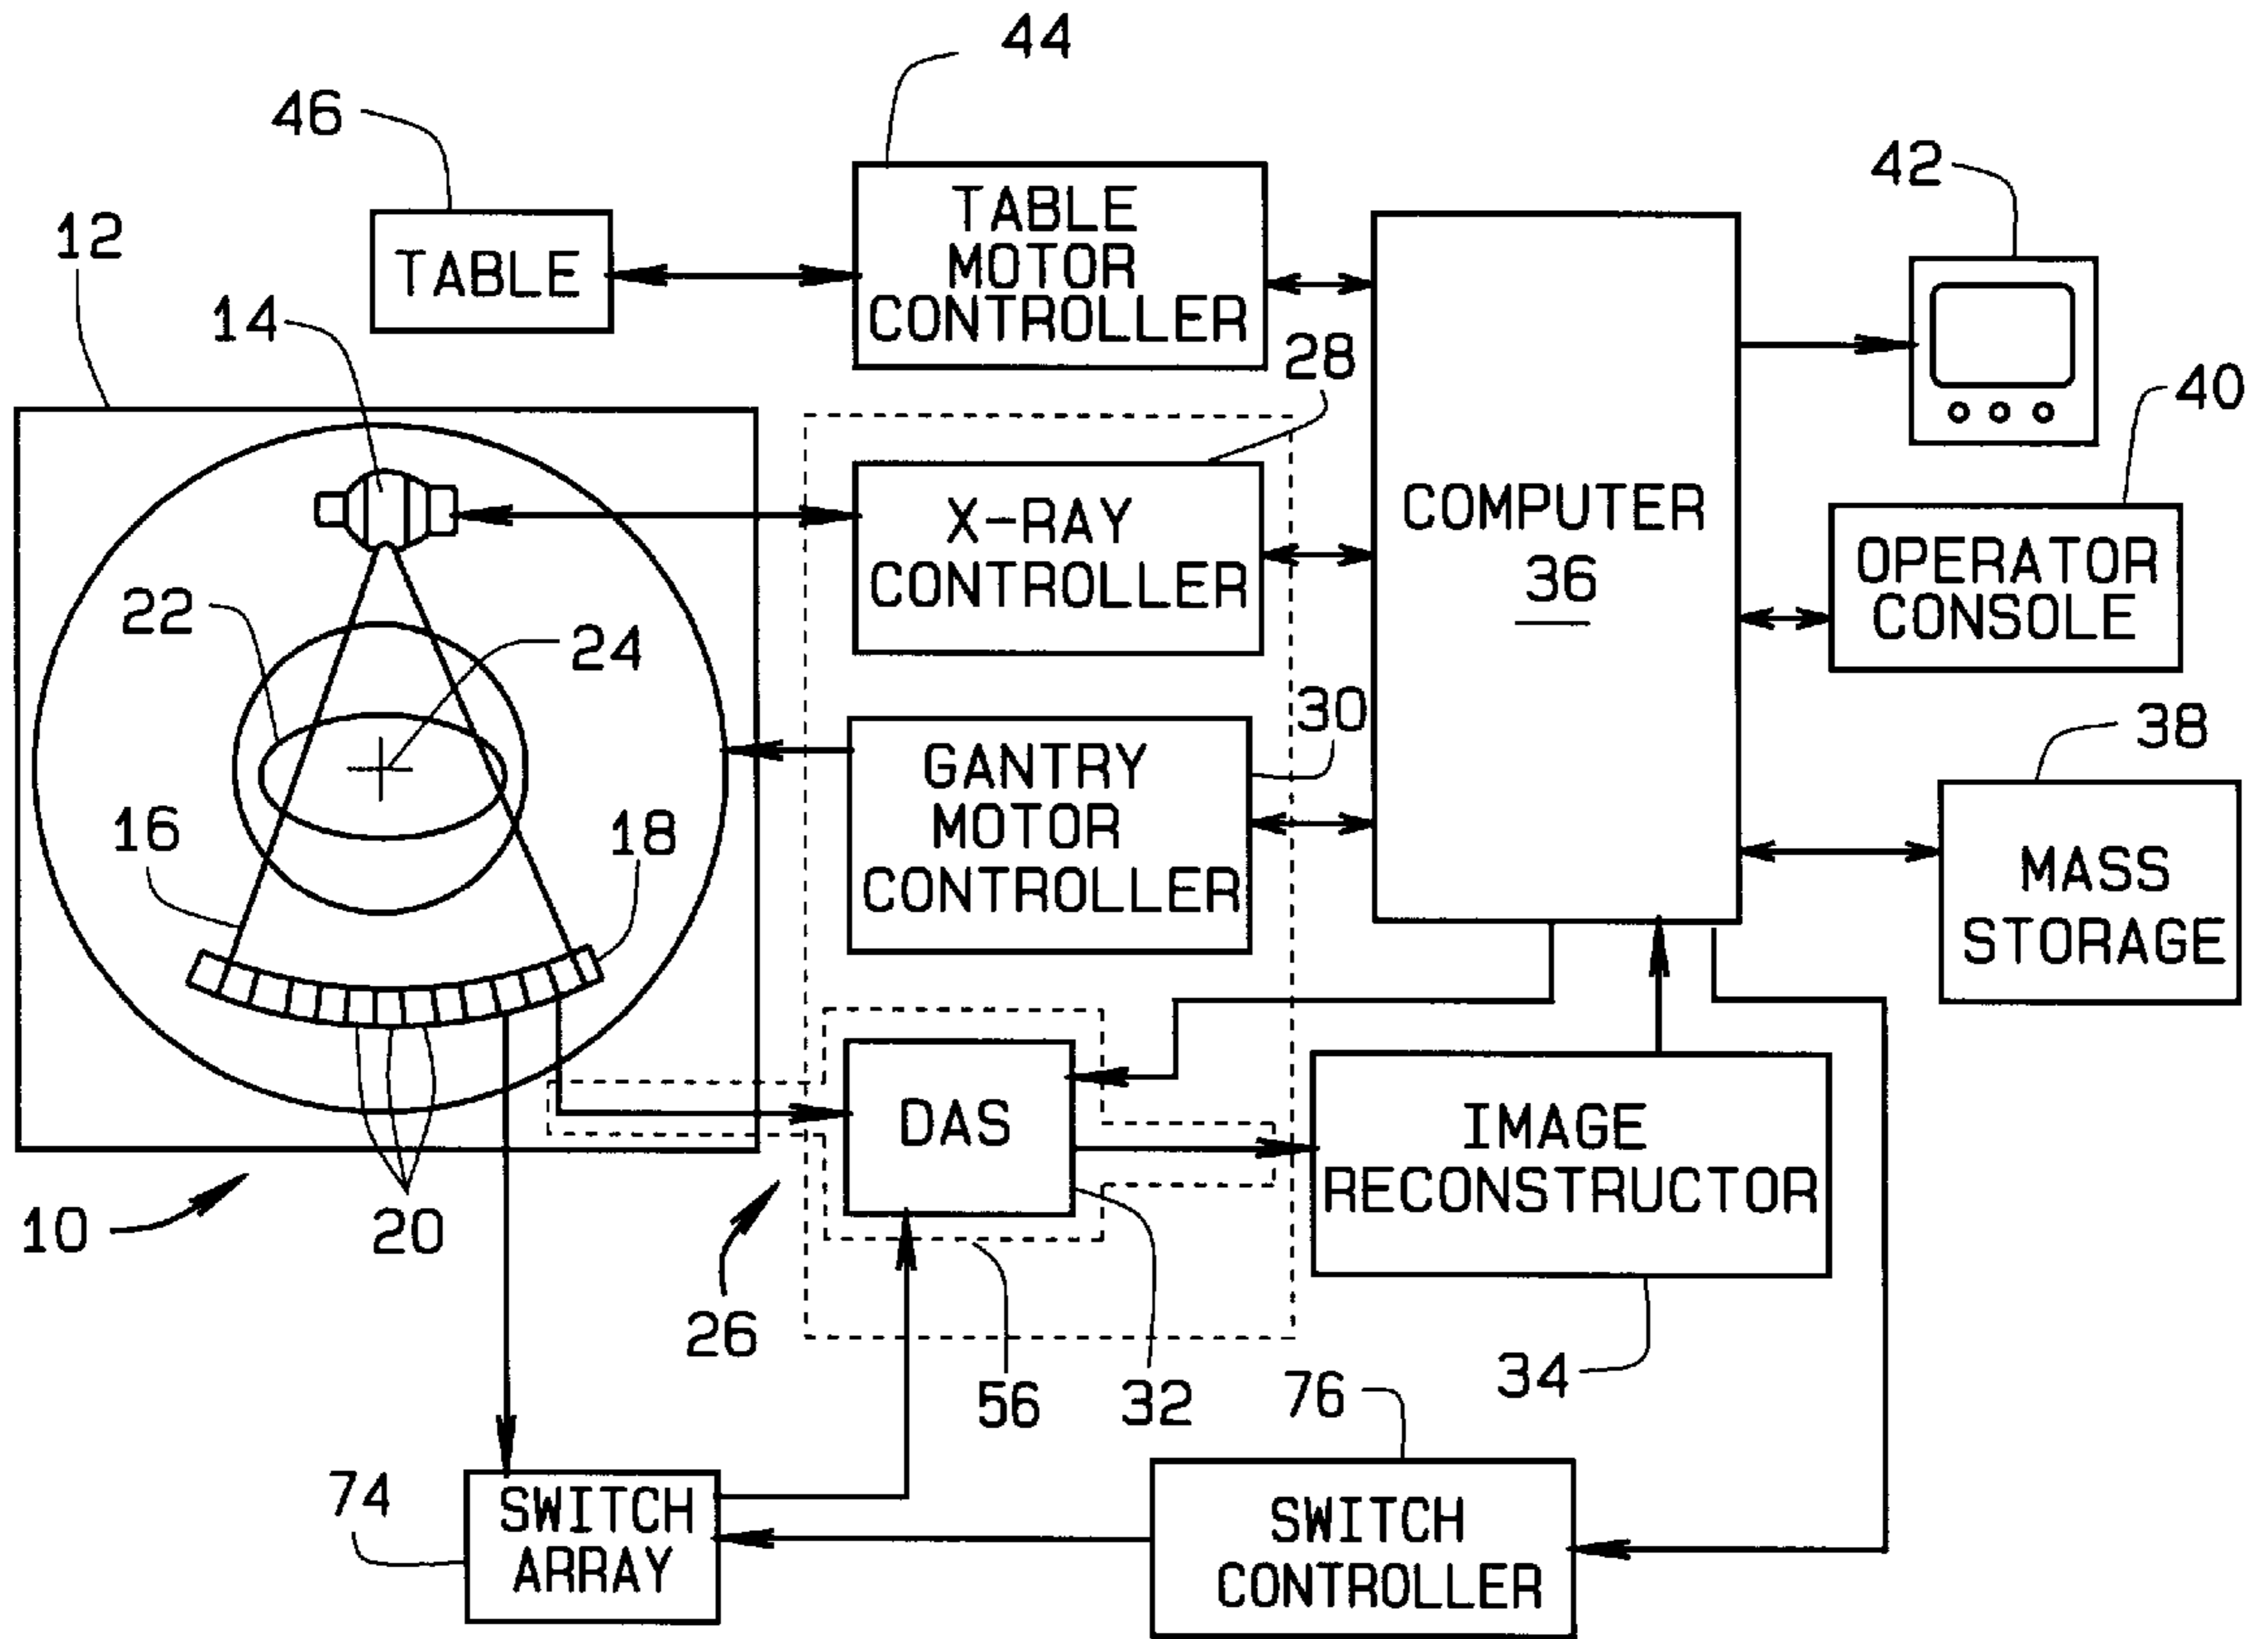 44
46
42
12
TABLE
MOTOR
CONTROLLER
TABLE
14
28
40
COMPUTER
36
X-RAY
CONTROLLER
OPERATOR
CONSOLE
22
24
30
38
GANTRY
MOTOR
CONTROLLER
16
18
MASS
STORAGE
DAS
IMAGE
RECONSTRUCTOR
10
20
26
56
32
34
76
74
SWITCH
ARRAY
SWITCH
CONTROLLER